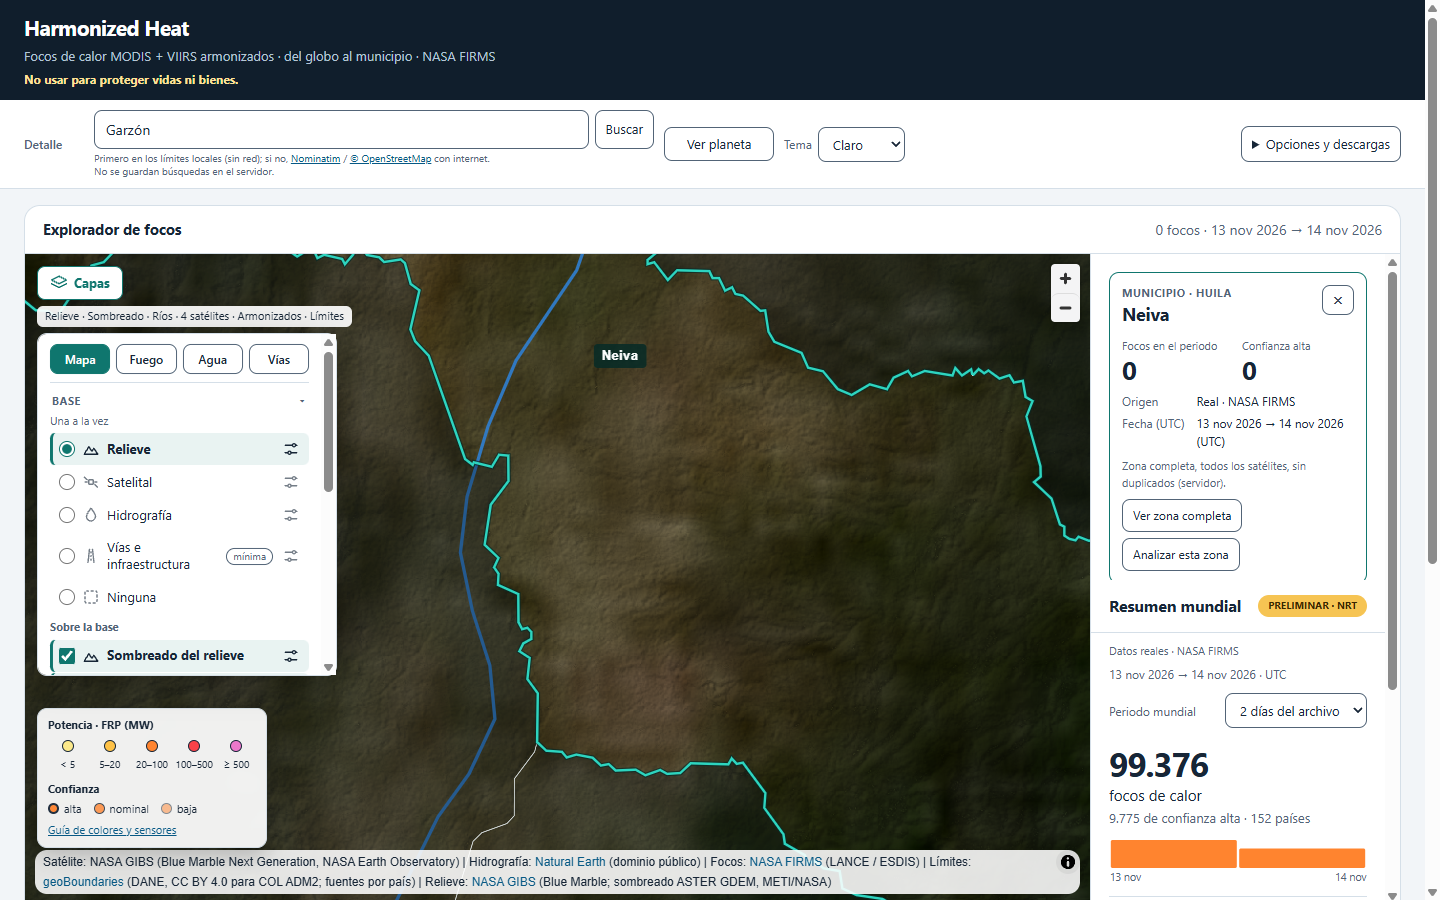 Harmonized Heat
Focos de calor MODIS + VIIRS armonizados · del globo al municipio · NASA FIRMS
No usar para proteger vidas ni bienes.
Detalle
Garzón
Buscar
Ver planeta
Tema
Claro
▶ Opciones y descargas
Primero en los límites locales (sin red); si no, Nominatim / © OpenStreetMap con internet.
No se guardan búsquedas en el servidor.
Explorador de focos
0 focos · 13 nov 2026 → 14 nov 2026
Capas
Relieve · Sombreado · Ríos · 4 satélites · Armonizados · Límites
Mapa
Fuego
Agua
Vías
BASE
Una a la vez
Relieve
Satelital
Hidrografía
Vías e
infraestructura
mínima
Ninguna
Sobre la base
Sombreado del relieve
Neiva
+
−
Potencia · FRP (MW)
< 5
5–20
20–100
100–500
≥ 500
Confianza
alta
nominal
baja
Guía de colores y sensores
Satélite: NASA GIBS (Blue Marble Next Generation, NASA Earth Observatory) | Hidrografía: Natural Earth (dominio público) | Focos: NASA FIRMS (LANCE / ESDIS) | Límites:
geoBoundaries (DANE, CC BY 4.0 para COL ADM2; fuentes por país) | Relieve: NASA GIBS (Blue Marble; sombreado ASTER GDEM, METI/NASA)
MUNICIPIO · HUILA
Neiva
×
Focos en el periodo
Confianza alta
0
0
Origen
Real · NASA FIRMS
Fecha (UTC)
13 nov 2026 → 14 nov 2026
(UTC)
Zona completa, todos los satélites, sin
duplicados (servidor).
Ver zona completa
Analizar esta zona
Resumen mundial
PRELIMINAR · NRT
Datos reales · NASA FIRMS
13 nov 2026 → 14 nov 2026 · UTC
Periodo mundial
2 días del archivo
99.376
focos de calor
9.775 de confianza alta · 152 países
13 nov
14 nov